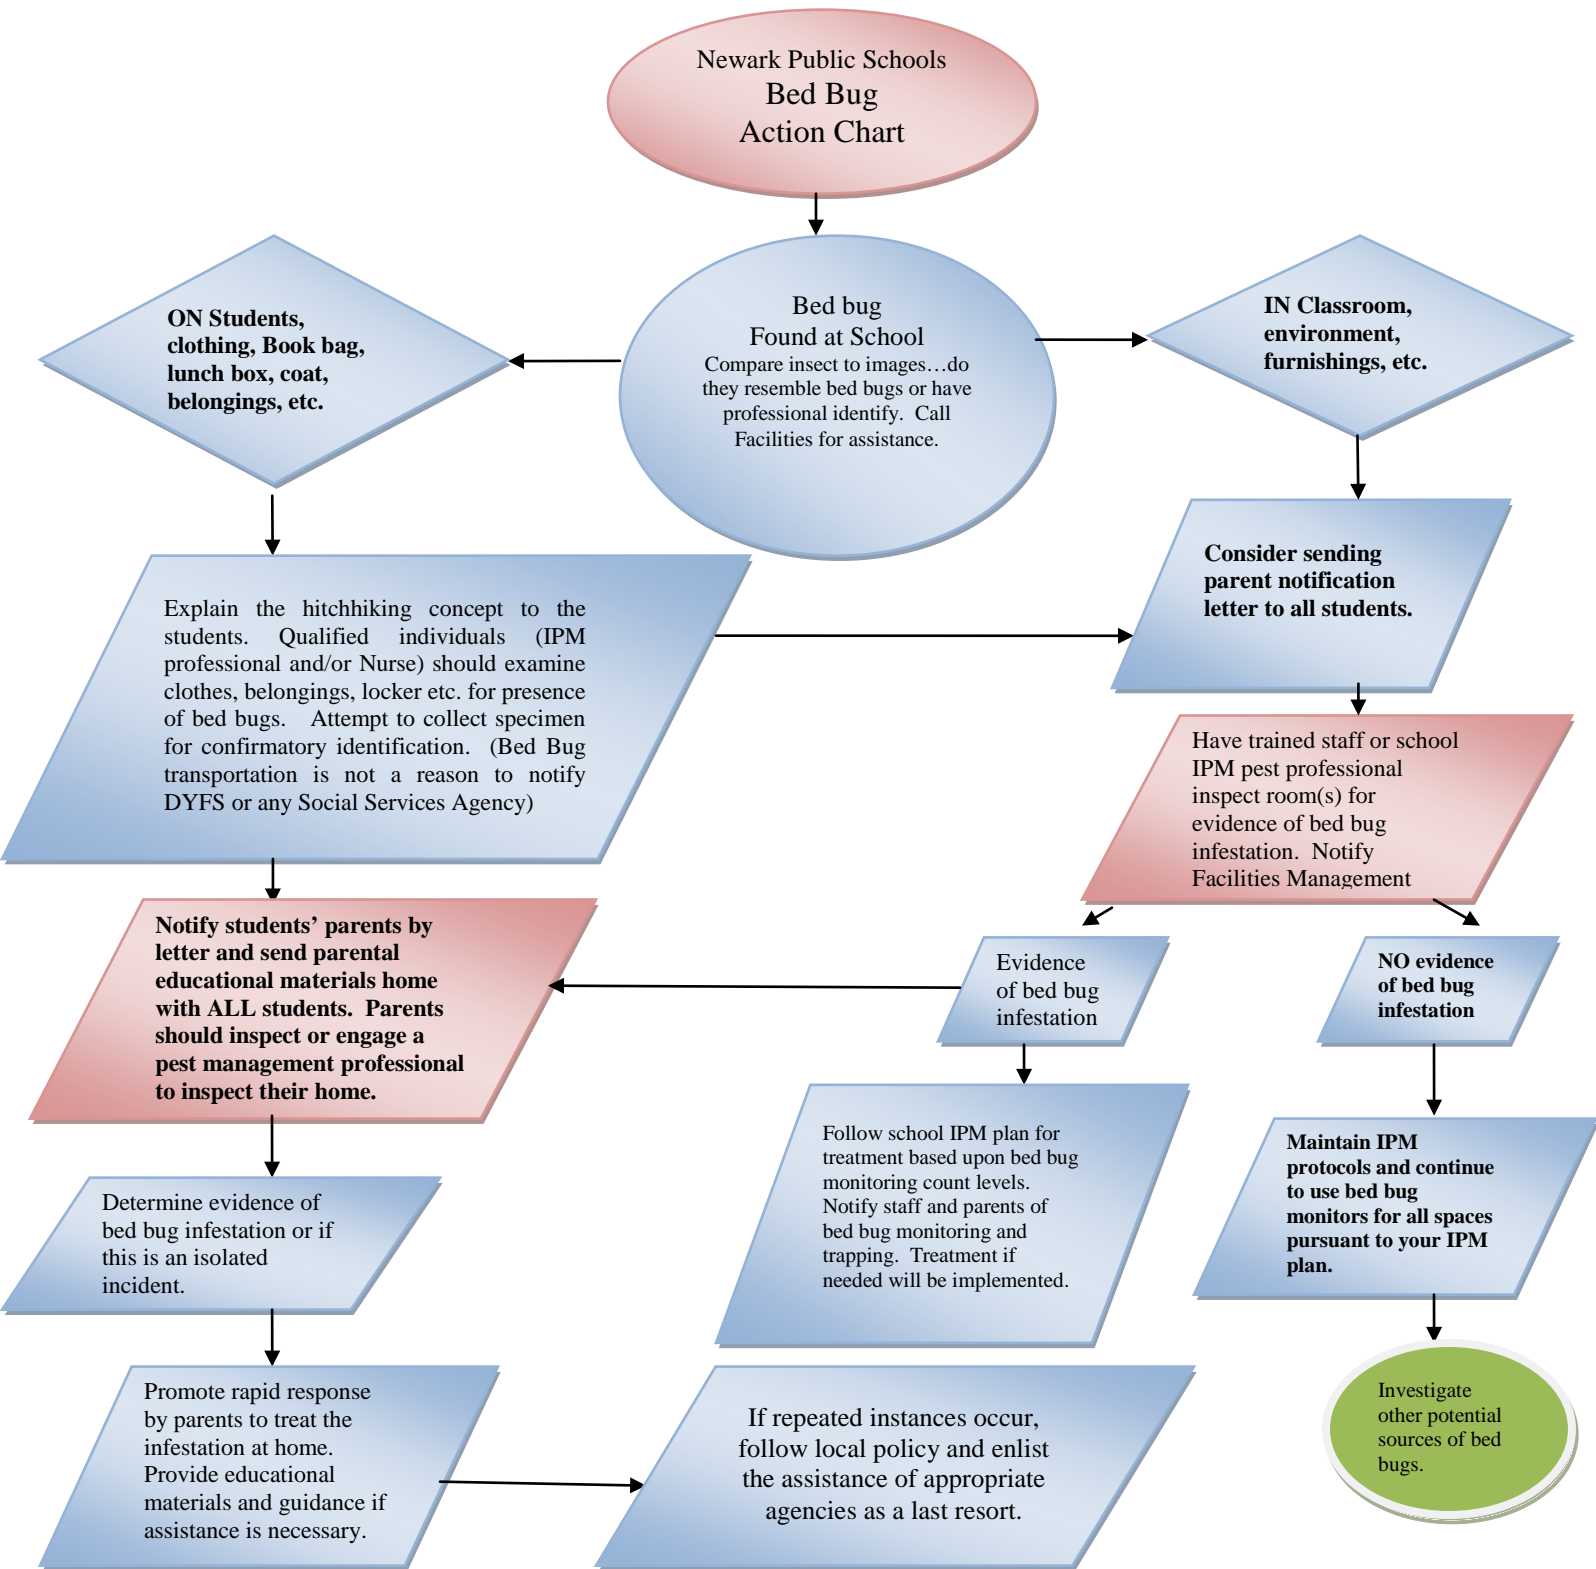 Newark Public Schools
Bed Bug
Action Chart
ON Students,
clothing, Book bag,
lunch box, coat,
belongings, etc.
Bed bug
Found at School
Compare insect to images…do
they resemble bed bugs or have
professional identify.  Call
Facilities for assistance.
IN Classroom,
environment,
furnishings, etc.
Explain the hitchhiking concept to the
students. Qualified individuals (IPM
professional and/or Nurse) should examine
clothes, belongings, locker etc. for presence
of bed bugs.  Attempt to collect specimen
for confirmatory identification.  (Bed Bug
transportation is not a reason to notify
DYFS or any Social Services Agency)
Consider sending
parent notification
letter to all students.
Have trained staff or school
IPM pest professional
inspect room(s) for
evidence of bed bug
infestation.  Notify
Facilities Management
Notify students’ parents by
letter and send parental
educational materials home
with ALL students.  Parents
should inspect or engage a
pest management professional
to inspect their home.
Evidence
of bed bug
infestation
NO evidence
of bed bug
infestation
Determine evidence of
bed bug infestation or if
this is an isolated
incident.
Follow school IPM plan for
treatment based upon bed bug
monitoring count levels.
Notify staff and parents of
bed bug monitoring and
trapping.  Treatment if
needed will be implemented.
Maintain IPM
protocols and continue
to use bed bug
monitors for all spaces
pursuant to your IPM
plan.
Promote rapid response
by parents to treat the
infestation at home.
Provide educational
materials and guidance if
assistance is necessary.
If repeated instances occur,
follow local policy and enlist
the assistance of appropriate
agencies as a last resort.
Investigate
other potential
sources of bed
bugs.